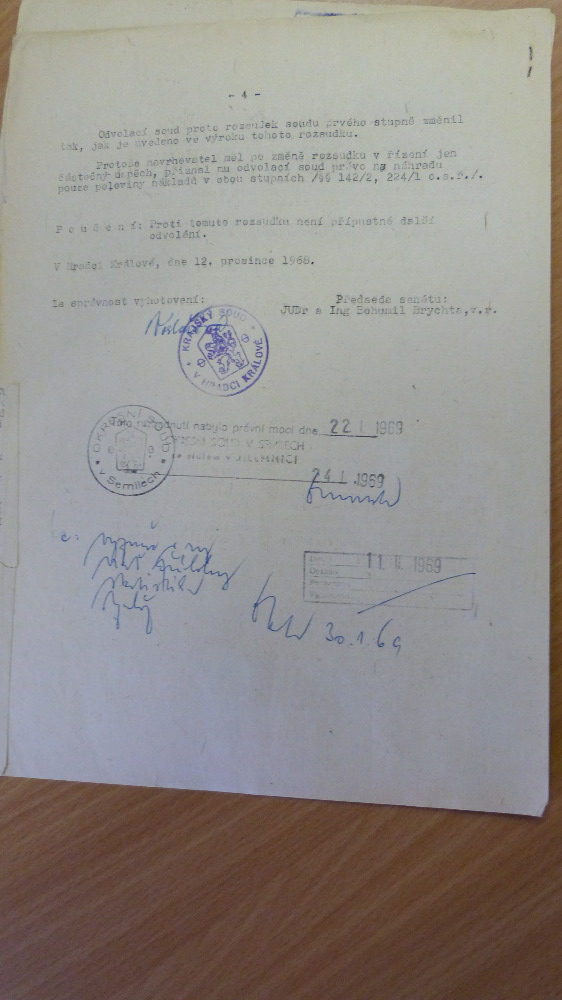 - 4 -
Odvolací soud proto rozsudek soudu prvého stupně změnil
tak, jak je uvedeno ve výroku tohoto rozsudku.
Protože navrhovatel měl po změně rozsudku v řízení jen
částečný úspěch, přiznal mu odvolací soud právo na náhradu
pouze poloviny nákladů v obou stupních /§§ 142/2, 224/1 o.s.ř./.
P o u č e n í : Proti tomuto rozsudku není přípustné další
odvolání.
V Hradci Králové, dne 12. prosince 1968.
Za správnost vyhotovení:
Předseda senátu:
JUDr a Ing Bohumil Brychta,v.r.
KRAJSKÝ SOUD
V HRADCI KRÁLOVÉ
Toto rozhodnutí nabylo právní moci dne 22 I. 1969
OKRESNÍ SOUD V SEMILECH
V JILEMNICI
OKRESNÍ SOUD
v Semilech
24 I. 1969
11. II. 1969
30.1.69